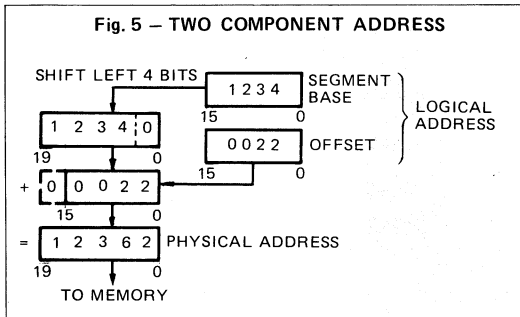 Fig. 5 – TWO COMPONENT ADDRESS
SHIFT LEFT 4 BITS
1 2 3 4
SEGMENT
BASE
15 0
LOGICAL
ADDRESS
1 2 3 4 0
19 0
0 0 2 2
OFFSET
15 0
+ 0 0 0 2 2
15 0
= 1 2 3 6 2 PHYSICAL ADDRESS
19 0
TO MEMORY